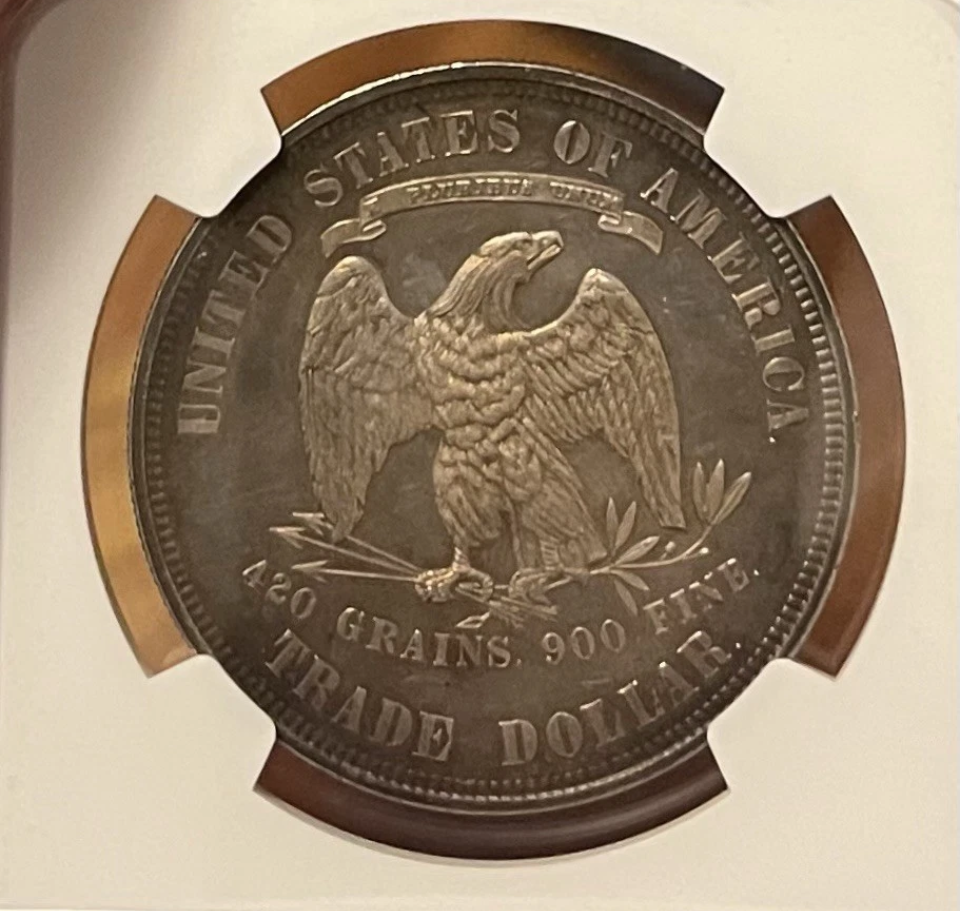 UNITED STATES OF AMERICA
E PLURIBUS UNUM
420 GRAINS. 900 FINE.
TRADE DOLLAR.